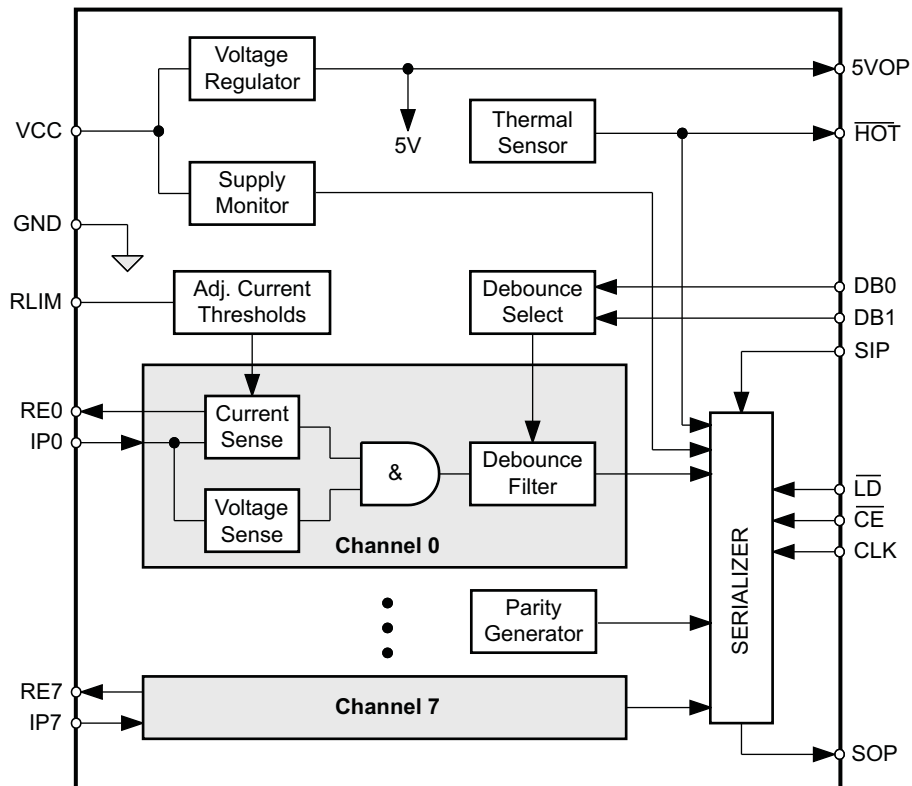 Voltage
Regulator
5VOP
VCC
5V
Thermal
Sensor
HOT
Supply
Monitor
GND
RLIM
Adj. Current
Thresholds
Debounce
Select
DB0
DB1
SIP
RE0
IP0
Current
Sense
&
Debounce
Filter
Voltage
Sense
Channel 0
SERIALIZER
LD
CE
CLK
Parity
Generator
RE7
IP7
Channel 7
SOP